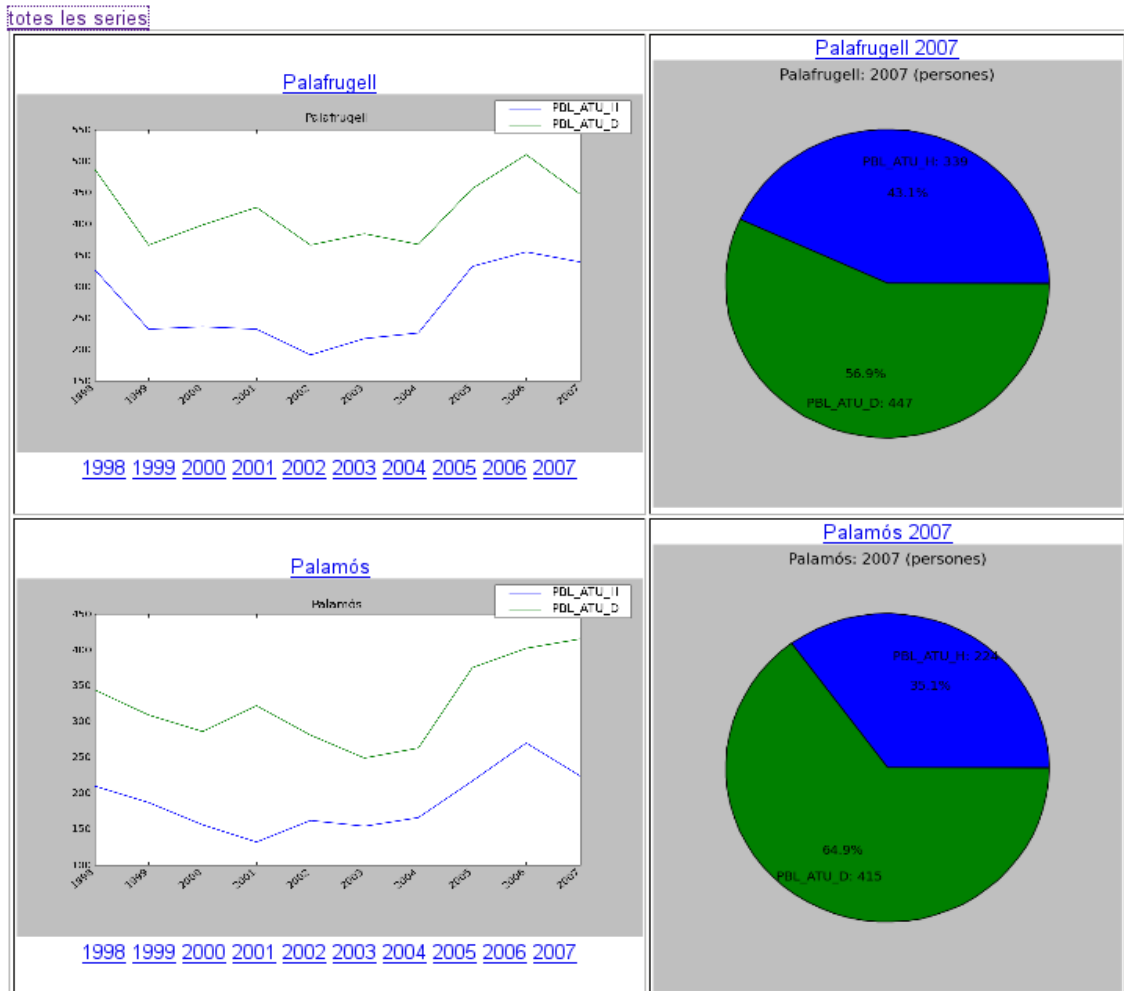 totes les series
Palafrugell
Palafrugell
PBL_ATU_H
PBL_ATU_D
550
500
450
400
350
300
250
200
150
1998 1999 2000 2001 2002 2003 2004 2005 2006 2007
1998 1999 2000 2001 2002 2003 2004 2005 2006 2007
Palafrugell 2007
Palafrugell: 2007 (persones)
PBL_ATU_H: 339
43.1%
56.9%
PBL_ATU_D: 447
Palamós
Palamós
PBL_ATU_H
PBL_ATU_D
450
400
350
300
250
200
150
100
1998 1999 2000 2001 2002 2003 2004 2005 2006 2007
1998 1999 2000 2001 2002 2003 2004 2005 2006 2007
Palamós 2007
Palamós: 2007 (persones)
PBL_ATU_H: 224
35.1%
64.9%
PBL_ATU_D: 415